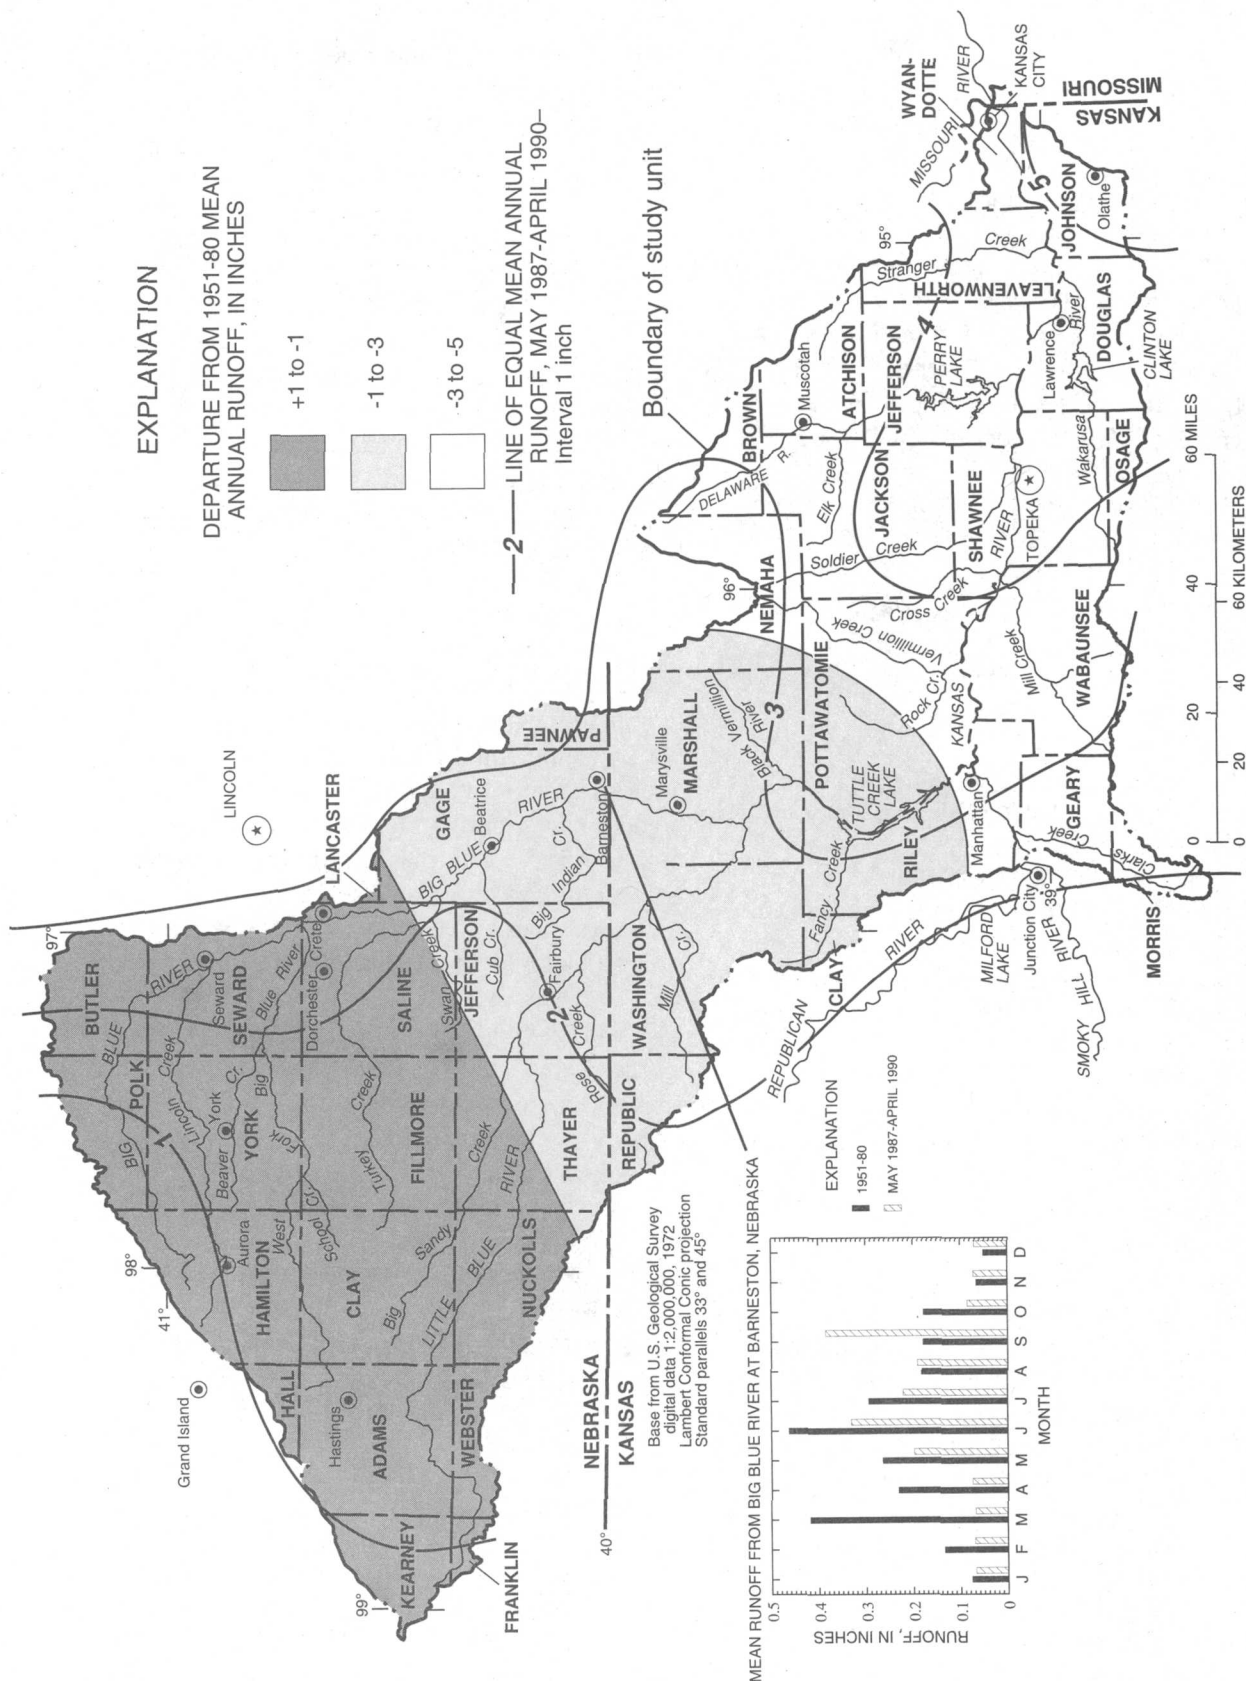 EXPLANATION
DEPARTURE FROM 1951-80 MEAN
ANNUAL RUNOFF, IN INCHES
+1 to -1
-1 to -3
-3 to -5
2
LINE OF EQUAL MEAN ANNUAL
RUNOFF, MAY 1987-APRIL 1990–
Interval 1 inch
Boundary of study unit
LINCOLN
LANCASTER
97°
98°
99°
41°
40°
96°
95°
39°
Grand Island
BUTLER
POLK
BIG
BLUE
RIVER
1
Lincoln
Creek
Seward
SEWARD
York
YORK
Beaver
Cr.
Aurora
HAMILTON
West
Fork
Big
Blue
River
School
Cr.
HALL
Hastings
ADAMS
CLAY
FILLMORE
Turkey
Creek
SALINE
Dorchester
Crete
Swan
Creek
KEARNEY
FRANKLIN
WEBSTER
NUCKOLLS
THAYER
JEFFERSON
Big
Sandy
Creek
LITTLE
BLUE
RIVER
Cub Cr.
Fairbury
2
Rose
Creek
GAGE
Beatrice
BIG BLUE
RIVER
Big
Indian
Cr.
Barneston
PAWNEE
NEBRASKA
KANSAS
REPUBLIC
WASHINGTON
Mill
Cr.
Marysville
MARSHALL
Black Vermillion
River
3
NEMAHA
BROWN
DELAWARE
R.
Muscotah
ATCHISON
Elk Creek
JACKSON
JEFFERSON
PERRY
LAKE
4
Stranger
Creek
LEAVENWORTH
MISSOURI
RIVER
WYAN-
DOTTE
KANSAS
CITY
KANSAS
MISSOURI
5
JOHNSON
Olathe
Soldier
Creek
Cross
Creek
Vermillion Creek
POTTAWATOMIE
Rock Cr.
TUTTLE
CREEK
LAKE
Fancy
Creek
RILEY
CLAY
Manhattan
KANSAS
RIVER
SHAWNEE
TOPEKA
Lawrence
River
DOUGLAS
CLINTON
LAKE
Wakarusa
OSAGE
Mill Creek
WABAUNSEE
GEARY
Clarks
Creek
MORRIS
Junction City
MILFORD
LAKE
REPUBLICAN
RIVER
SMOKY
HILL
RIVER
0
20
40
60 MILES
0
20
40
60 KILOMETERS
Base from U.S. Geological Survey
digital data 1:2,000,000, 1972
Lambert Conformal Conic projection
Standard parallels 33° and 45°
MEAN RUNOFF FROM BIG BLUE RIVER AT BARNESTON, NEBRASKA
EXPLANATION
1951-80
MAY 1987-APRIL 1990
RUNOFF, IN INCHES
0.5
0.4
0.3
0.2
0.1
0
J F M A M J J A S O N D
MONTH